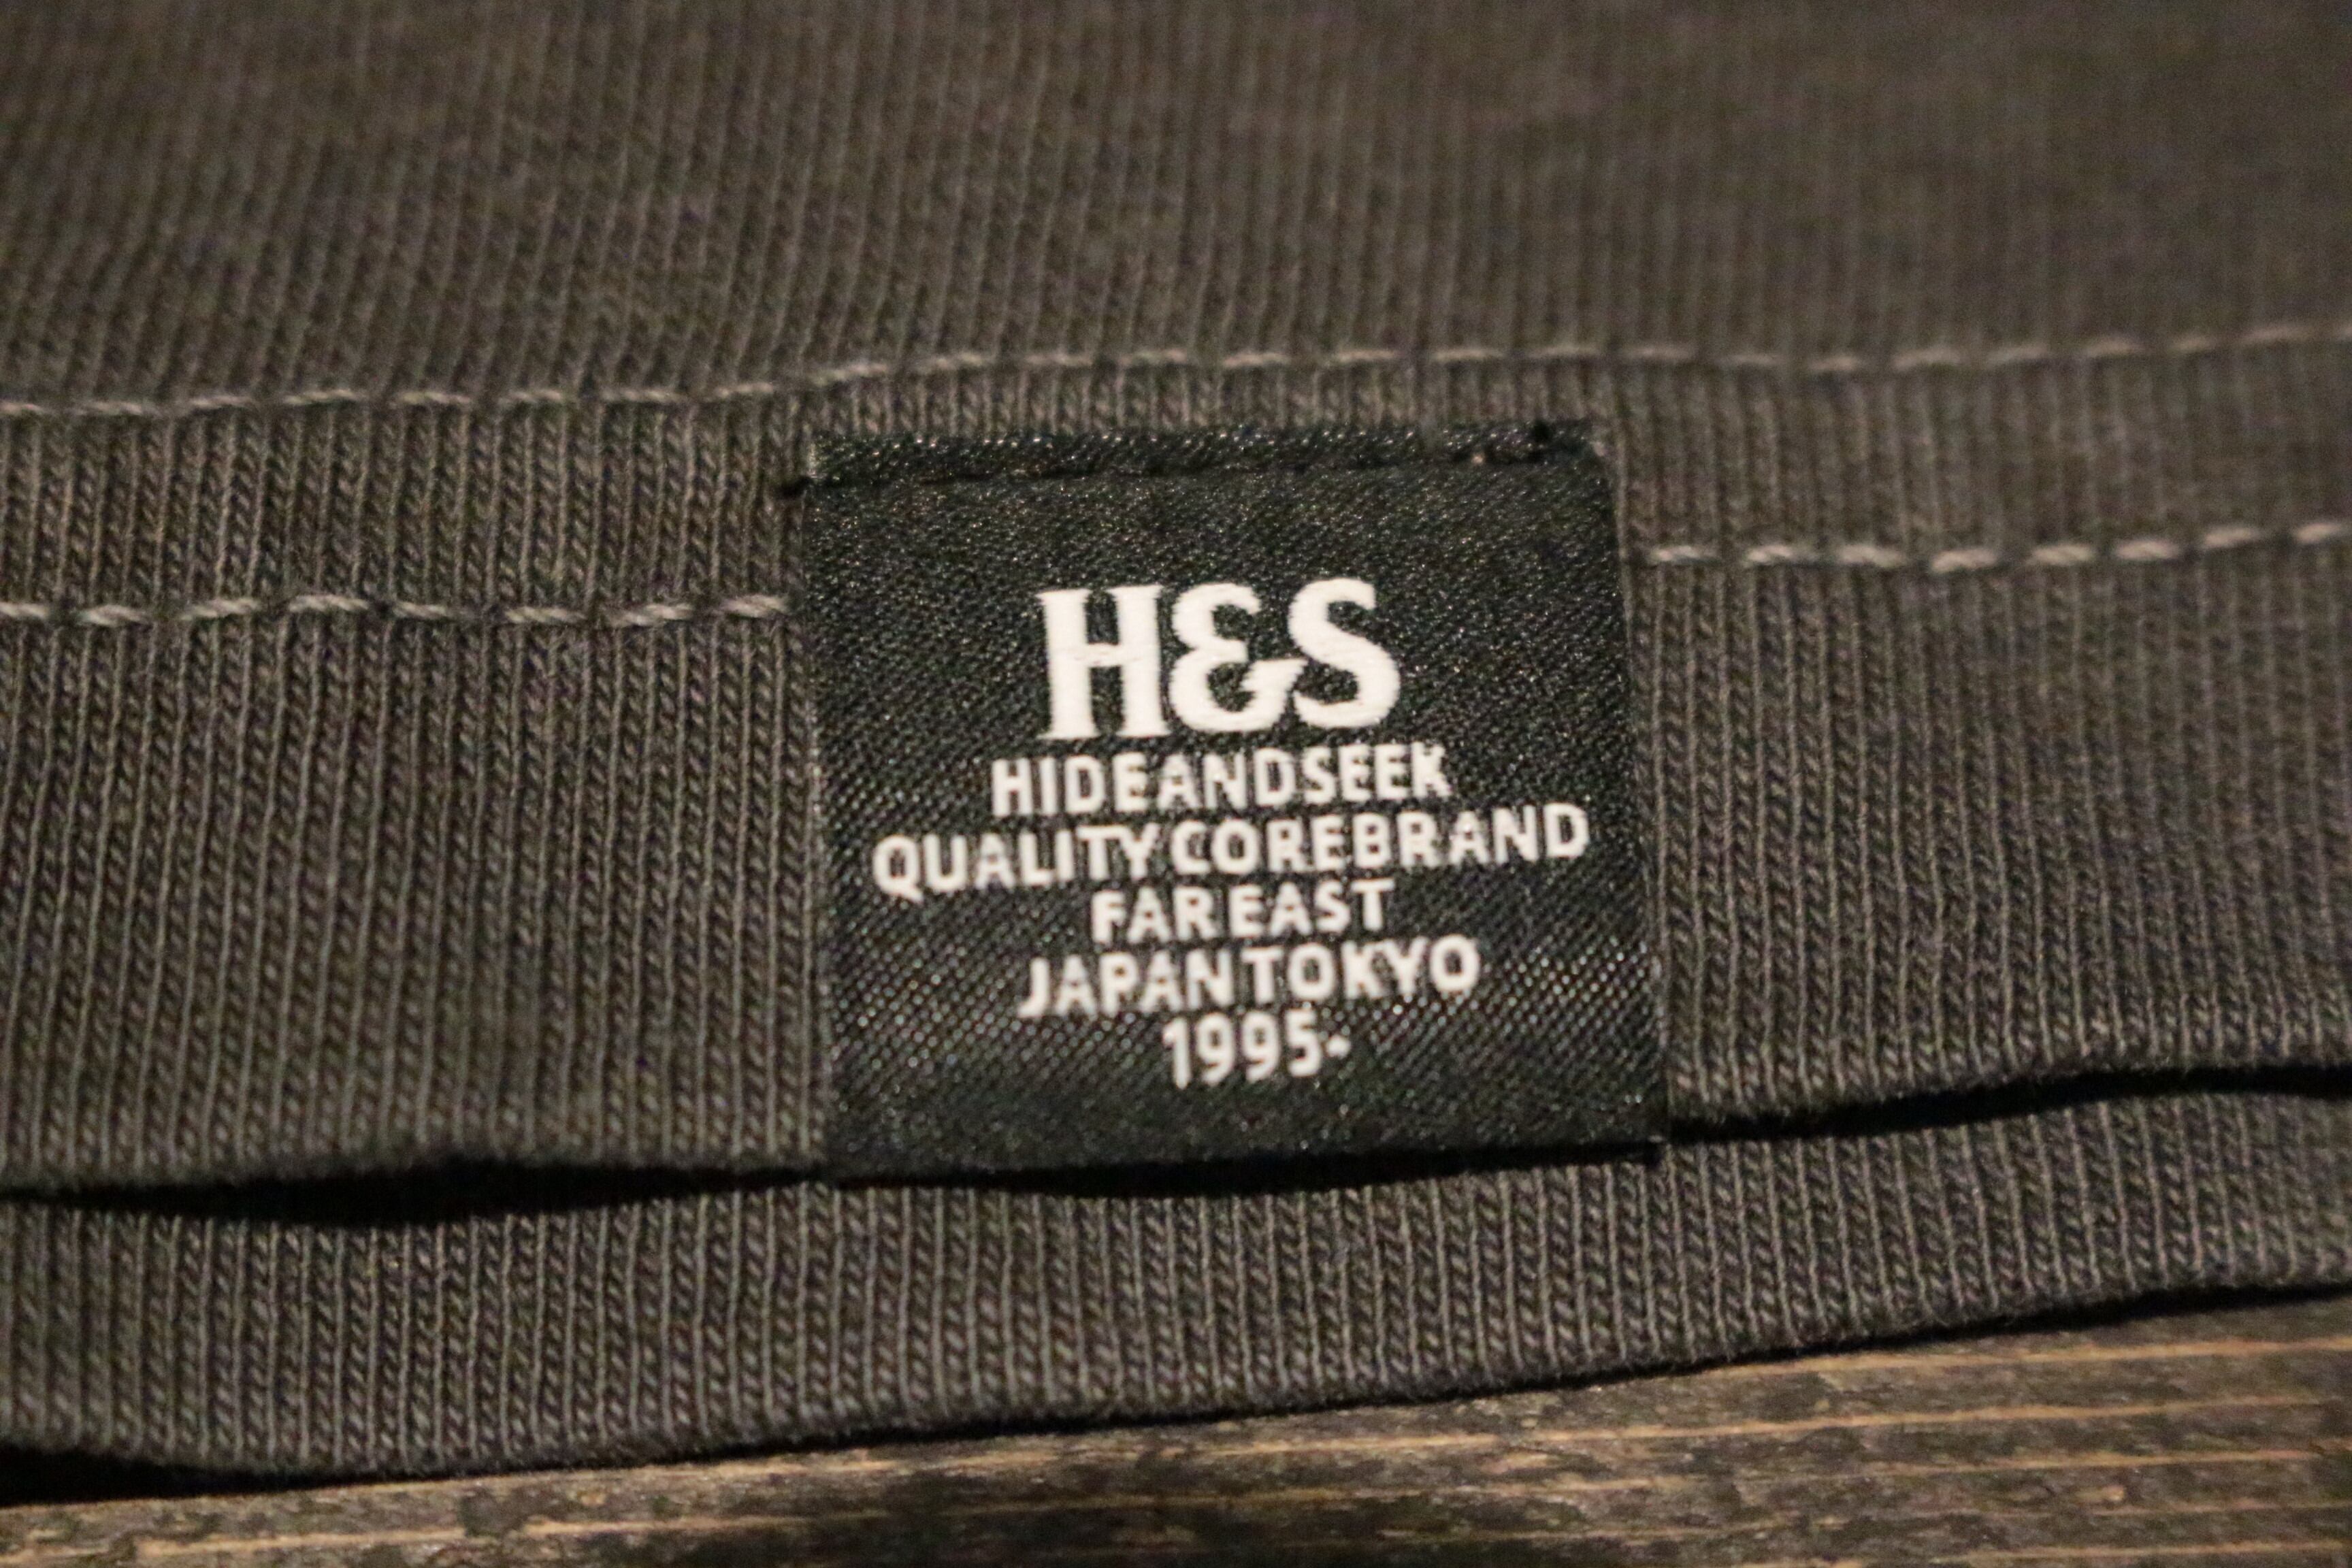 H&S
HIDEANDSEEK
QUALITY COREBRAND
FAR EAST
JAPAN TOKYO
1995-